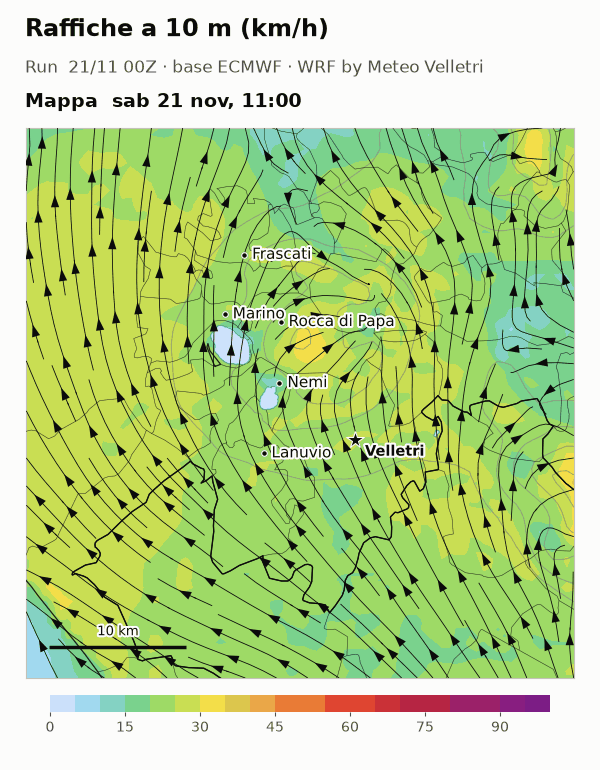 Raffiche a 10 m (km/h)
Run 21/11 00Z · base ECMWF · WRF by Meteo Velletri
Mappa sab 21 nov, 11:00
Frascati
Marino
Rocca di Papa
Nemi
Lanuvio
Velletri
10 km
0 15 30 45 60 75 90